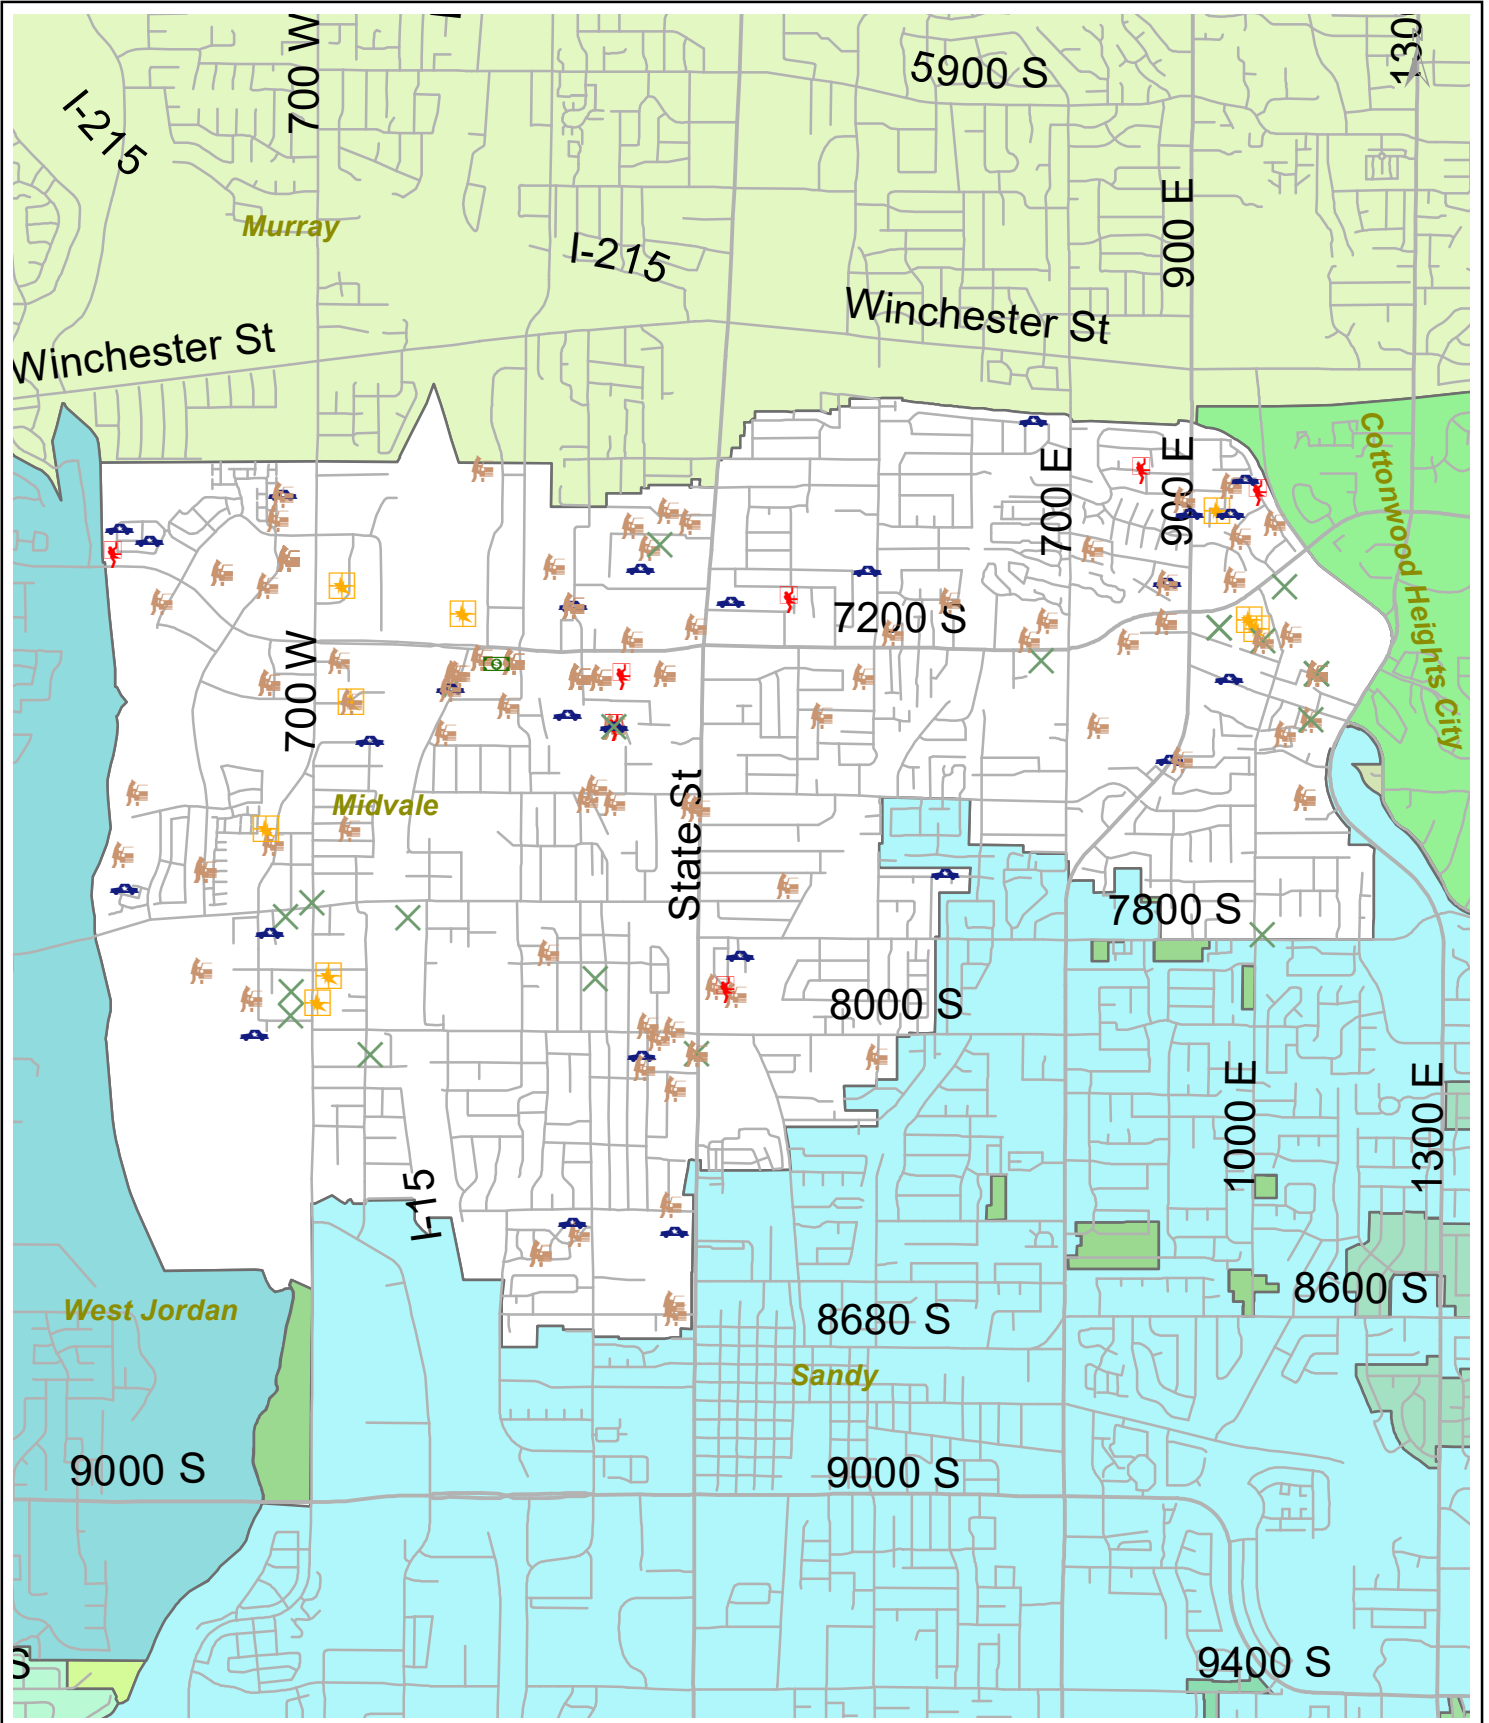 700 W
5900 S
130
I-215
Murray
I-215
900 E
Winchester St
Winchester St
Cottonwood Heights City
700 E
900 E
7200 S
700 W
Midvale
State St
7800 S
8000 S
1000 E
1300 E
I-15
8600 S
West Jordan
8680 S
Sandy
9000 S
9000 S
S
9400 S